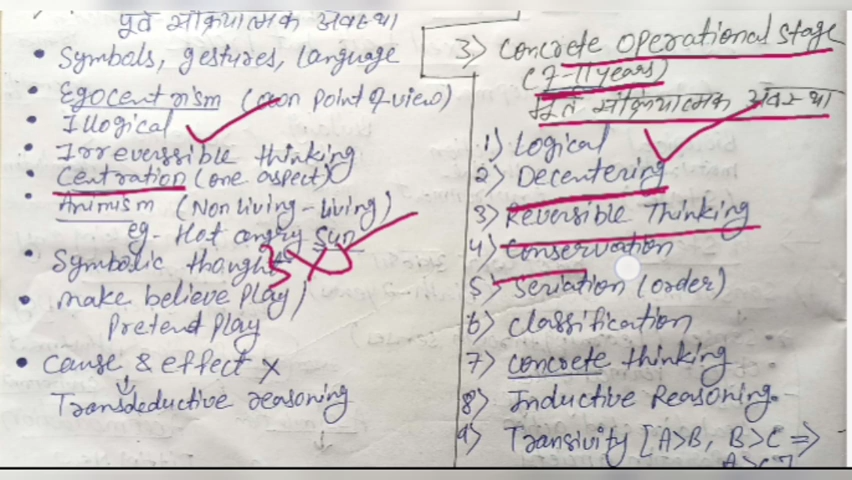 पूर्व संक्रियात्मक अवस्था
• Symbols, gestures, language
• Egocentrism (own point of view)
• Illogical
• Irreverssible thinking
• Centration (one aspect)
• Animism (Non living - living)
eg - Hot angry Sun
• Symbolic thought
• make believe play /
Pretend play
• cause & effect ×
↓
Transdeductive reasoning
3) Concrete operational stage
(7-11 years)
मूर्त संक्रियात्मक अवस्था
1) Logical
2) Decentering
3) Reversible Thinking
4) Conservation
5) Seriation (order)
6) Classification
7) Concrete thinking
8) Inductive Reasoning.
9) Transivity [A>B, B>C =>
A>C]